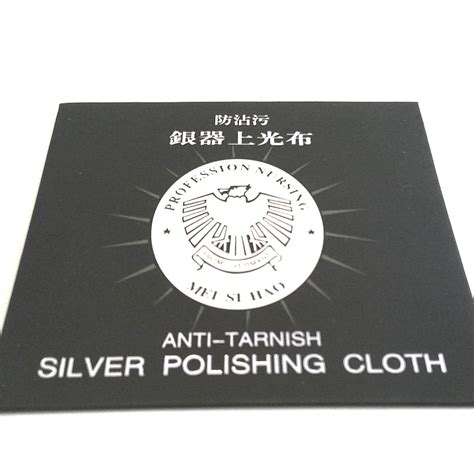 防沾污
銀器上光布
PROFESSION NURSING
MEI SI HAO
ANTI-TARNISH
SILVER POLISHING CLOTH